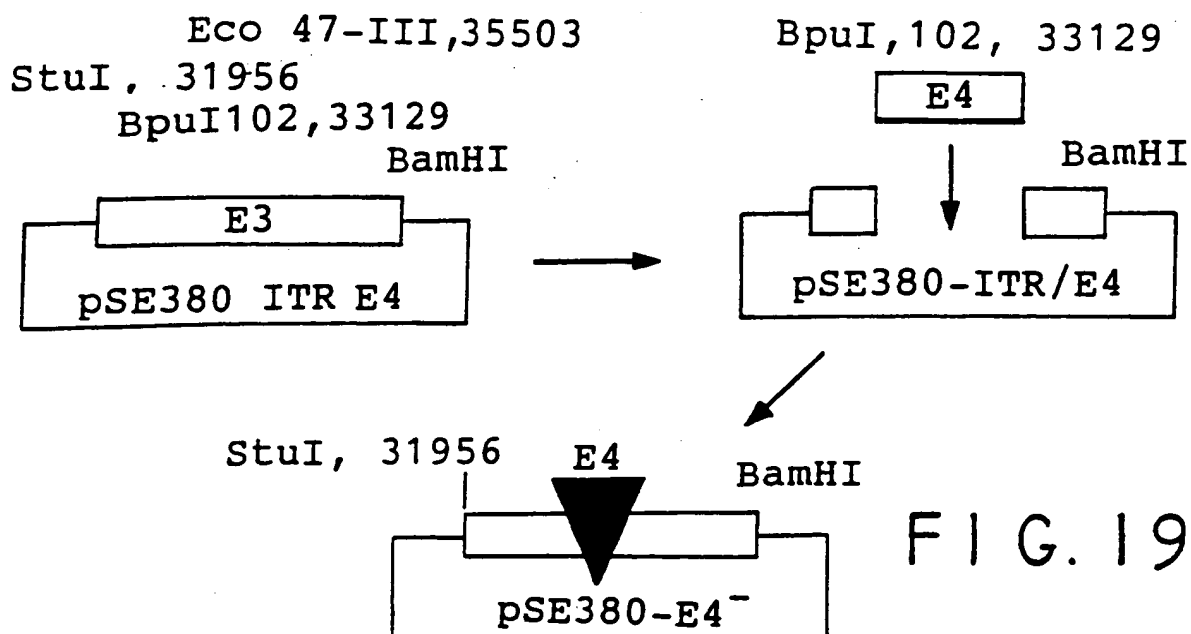 Eco 47-III,35503
StuI, 31956
BpuI102,33129
BamHI
E3
pSE380 ITR E4
BpuI,102, 33129
E4
BamHI
pSE380-ITR/E4
StuI, 31956
E4
BamHI
pSE380-E4⁻
FIG. 19